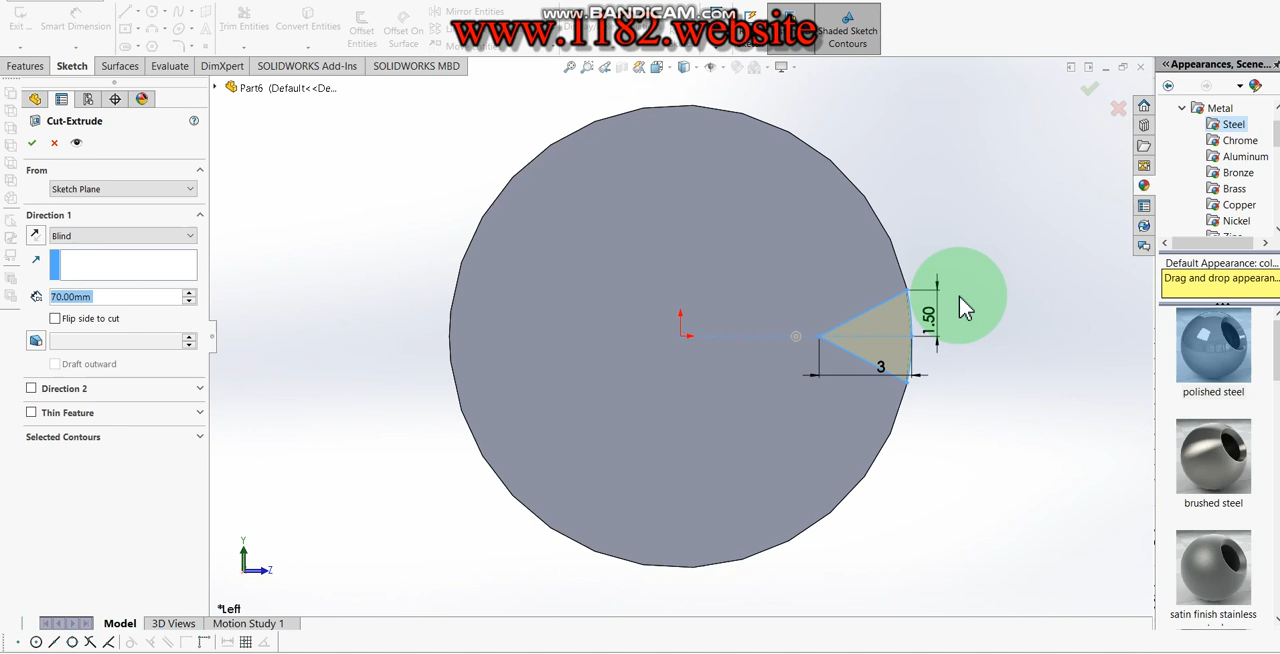 www.BANDICAM.COM
www.1182.website
Exit ...
Smart Dimension
Trim Entities
Convert Entities
Offset Entities
Offset On Surface
Mirror Entities
Shaded Sketch Contours
Features
Sketch
Surfaces
Evaluate
DimXpert
SOLIDWORKS Add-Ins
SOLIDWORKS MBD
Part6 (Default<<De...
Cut-Extrude
From
Sketch Plane
Direction 1
Blind
70.00mm
Flip side to cut
Draft outward
Direction 2
Thin Feature
Selected Contours
1.50
3
Y
Z
*Left
Model
3D Views
Motion Study 1
Appearances, Scene...
Metal
Steel
Chrome
Aluminum
Bronze
Brass
Copper
Nickel
Default Appearance: col...
Drag and drop appearan...
polished steel
brushed steel
satin finish stainless